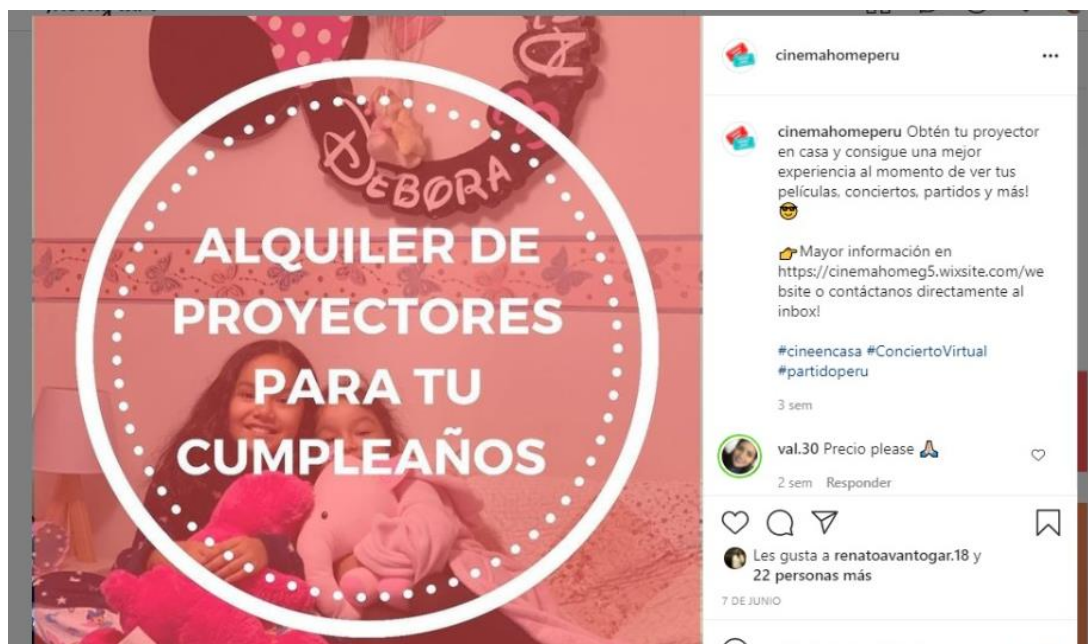 DEBORA
ALQUILER DE
PROYECTORES
PARA TU
CUMPLEAÑOS
cinemahomeperu
cinemahomeperu Obtén tu proyector
en casa y consigue una mejor
experiencia al momento de ver tus
películas, conciertos, partidos y más!
😎
👉Mayor información en
https://cinemahomeg5.wixsite.com/we
bsite o contáctanos directamente al
inbox!
#cineencasa #ConciertoVirtual
#partidoperu
3 sem
val.30 Precio please 🙏🏼
2 sem Responder
Les gusta a renatoavantogar.18 y
22 personas más
7 DE JUNIO